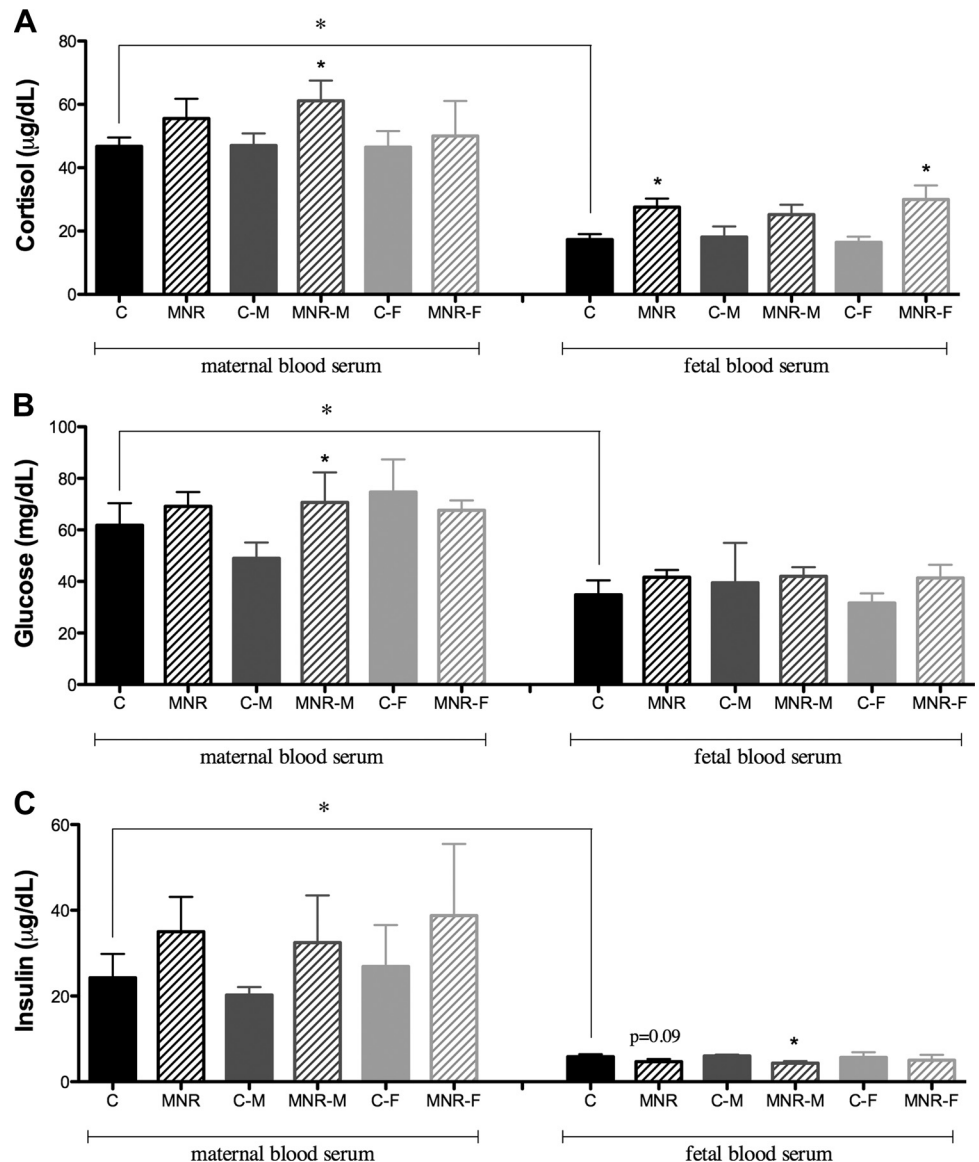 A
*
80
*
60
40
20
0
Cortisol (µg/dL)
*
*
C MNR C-M MNR-M C-F MNR-F C MNR C-M MNR-M C-F MNR-F
maternal blood serum fetal blood serum
B
*
100
*
80
60
40
20
0
Glucose (mg/dL)
C MNR C-M MNR-M C-F MNR-F C MNR C-M MNR-M C-F MNR-F
maternal blood serum fetal blood serum
C
*
60
40
20
0
Insulin (µg/dL)
p=0.09
*
C MNR C-M MNR-M C-F MNR-F C MNR C-M MNR-M C-F MNR-F
maternal blood serum fetal blood serum